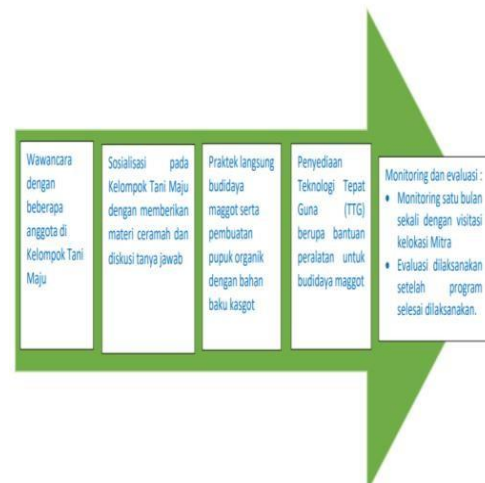 Wawancara
dengan
beberapa
anggota di
Kelompok Tani
Maju
Sosialisasi pada
Kelompok Tani Maju
dengan memberikan
materi ceramah dan
diskusi tanya jawab
Praktek langsung
budidaya
maggot serta
pembuatan
pupuk organik
dengan bahan
baku kasgot
Penyediaan
Teknologi Tepat
Guna (TTG)
berupa bantuan
peralatan untuk
budidaya maggot
Monitoring dan evaluasi :
• Monitoring satu bulan
sekali dengan visitasi
kelokasi Mitra
• Evaluasi dilaksanakan
setelah program
selesai dilaksanakan.